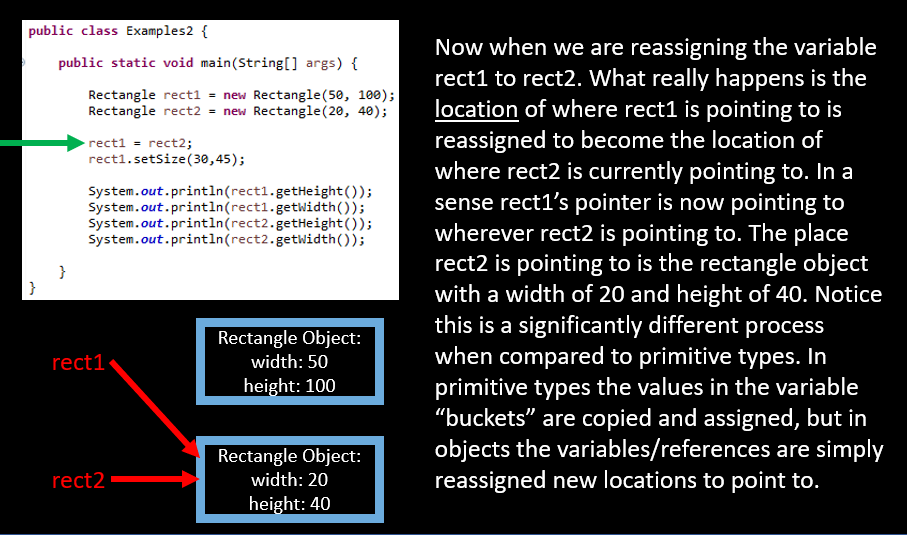 public class Examples2 {
public static void main(String[] args) {
Rectangle rect1 = new Rectangle(50, 100);
Rectangle rect2 = new Rectangle(20, 40);
rect1 = rect2;
rect1.setSize(30,45);
System.out.println(rect1.getHeight());
System.out.println(rect1.getWidth());
System.out.println(rect2.getHeight());
System.out.println(rect2.getWidth());
}
}
Now when we are reassigning the variable
rect1 to rect2. What really happens is the
location of where rect1 is pointing to is
reassigned to become the location of
where rect2 is currently pointing to. In a
sense rect1’s pointer is now pointing to
wherever rect2 is pointing to. The place
rect2 is pointing to is the rectangle object
with a width of 20 and height of 40. Notice
this is a significantly different process
when compared to primitive types. In
primitive types the values in the variable
“buckets” are copied and assigned, but in
objects the variables/references are simply
reassigned new locations to point to.
rect1
Rectangle Object:
width: 50
height: 100
rect2
Rectangle Object:
width: 20
height: 40